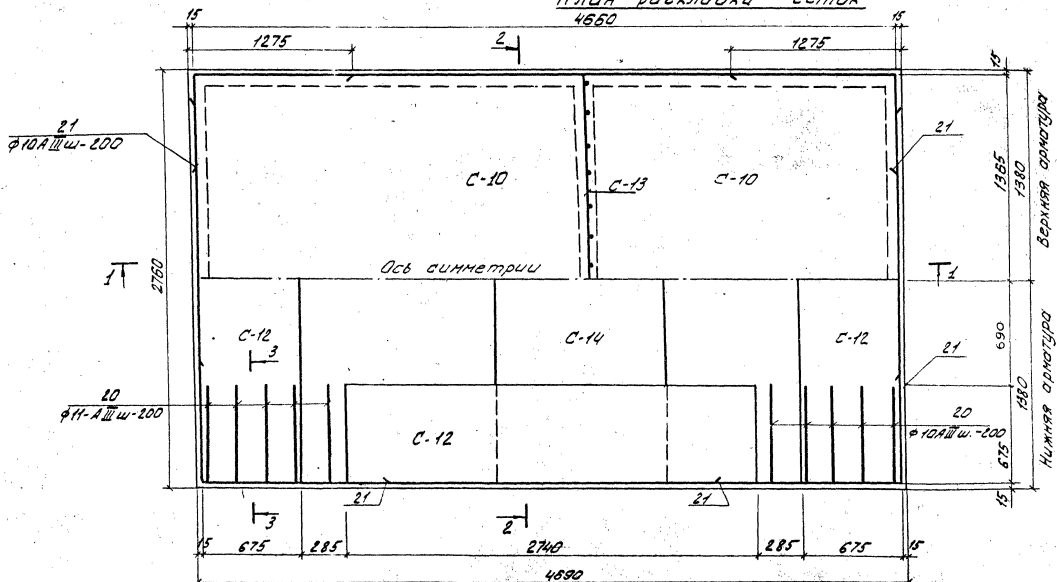 План раскладки сеток
15 4660 15
1275 2 1275
15
21
ф10АIIIш-200
21
С-10 С-13 С-10
1365
1380
Верхняя арматура
2760
Ось симметрии
1 1
С-12 С-14 С-12
3
690
21
20
ф11-АIIIш-200
20
ф10АIIIш.-200
С-12
675
1380
Нижняя арматура
21 21
15
3 2
15 675 285 2740 285 675 15
4690